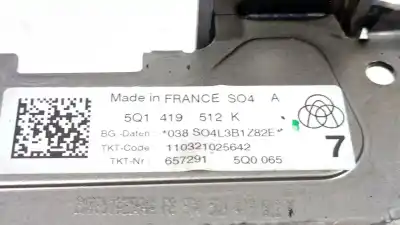 Made in FRANCE SO4 A
5Q1 419 512 K
BG.-Daten: *038 SO4L3B1Z82E*
TKT-Code: 110321025642
TKT-Nr.: 657291 5Q0 065
7